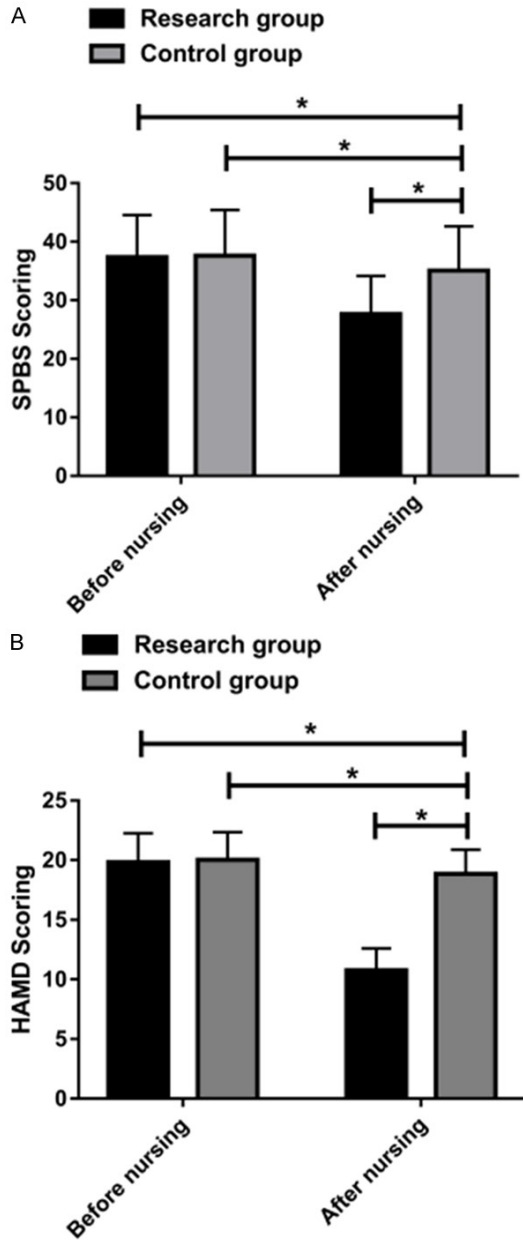 A
Research group
Control group
*
*
*
50
40
30
20
10
0
SPBS Scoring
Before nursing
After nursing
B
Research group
Control group
*
*
*
25
20
15
10
5
0
HAMD Scoring
Before nursing
After nursing